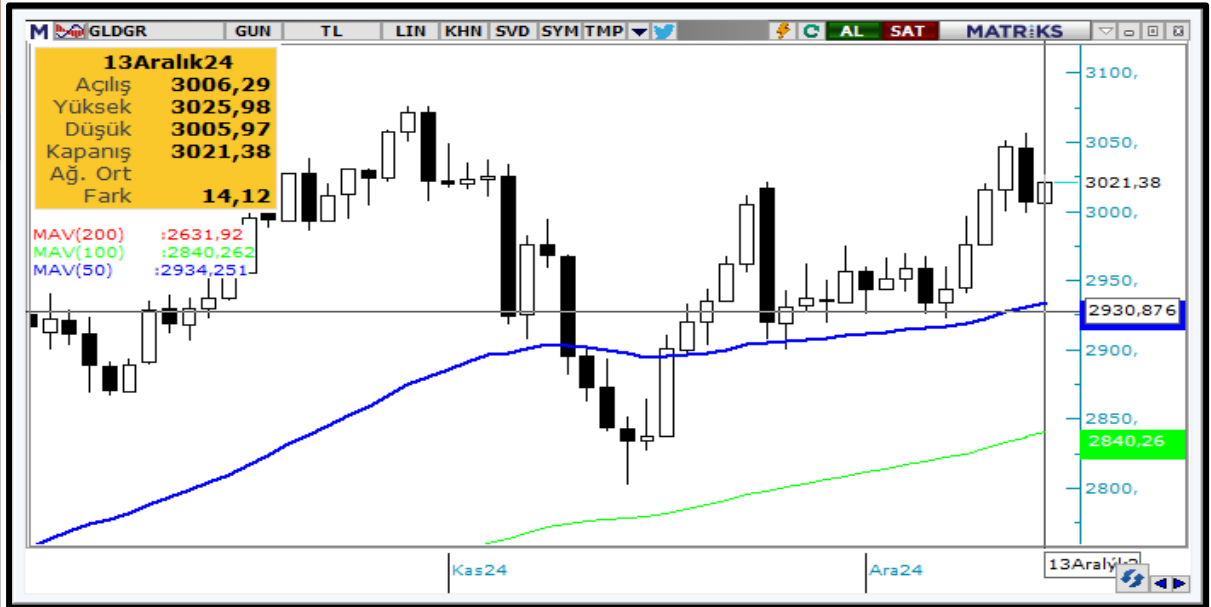 M GLDGR GUN TL LIN KHN SVD SYM TMP AL SAT MATRİKS
13Aralık24
Açılış 3006,29
Yüksek 3025,98
Düşük 3005,97
Kapanış 3021,38
Ağ. Ort
Fark 14,12
MAV(200) :2631,92
MAV(100) :2840,262
MAV(50) :2934,251
3100,
3050,
3021,38
3000,
2950,
2930,876
2900,
2850,
2840,26
2800,
Kas24 Ara24